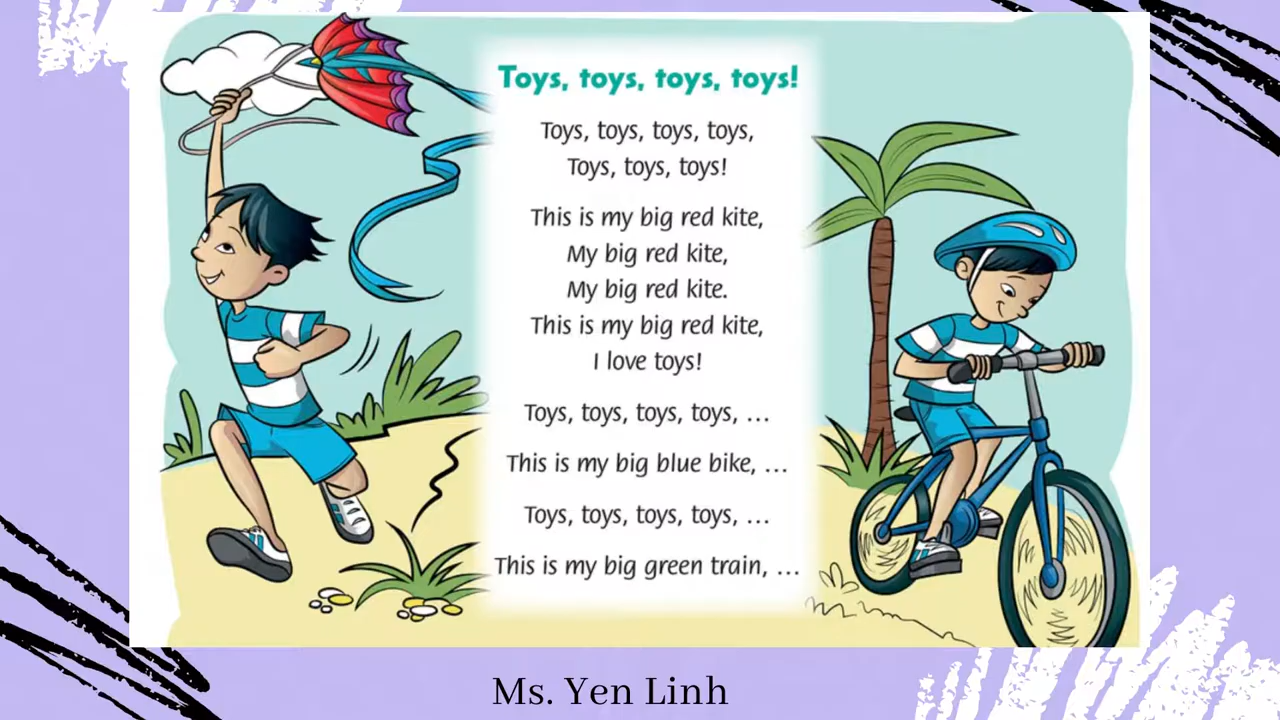 Toys, toys, toys, toys!
Toys, toys, toys, toys,
Toys, toys, toys!
This is my big red kite,
My big red kite,
My big red kite.
This is my big red kite,
I love toys!
Toys, toys, toys, toys, ...
This is my big blue bike, ...
Toys, toys, toys, toys, ...
This is my big green train, ...
Ms. Yen Linh